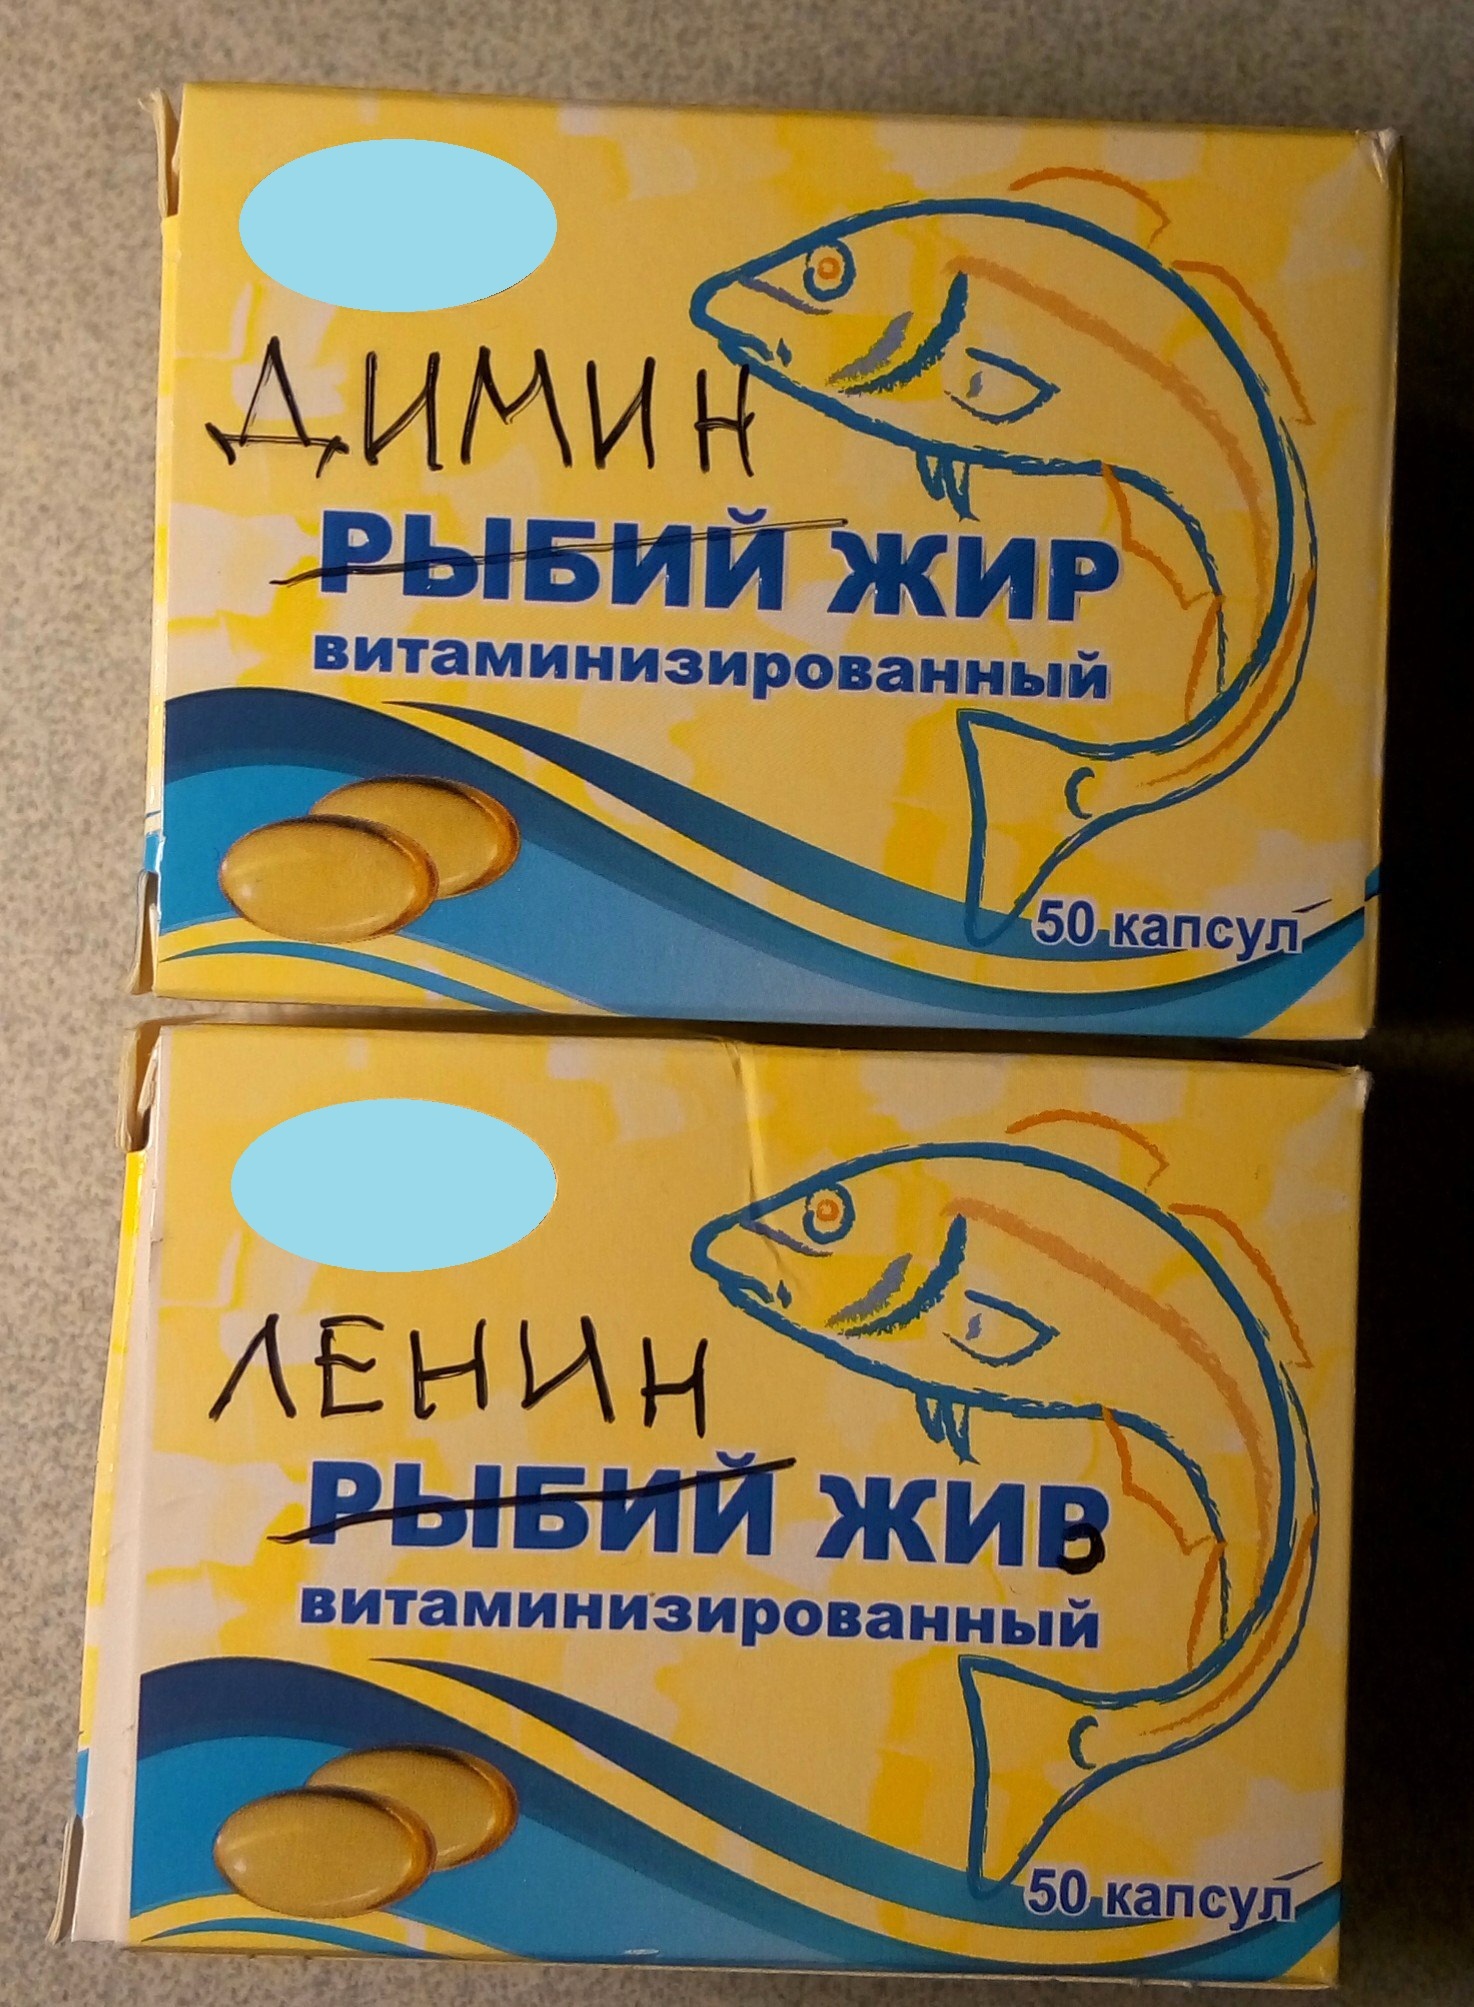 ДИМИН
РЫБИЙ ЖИР
витаминизированный
50 капсул
ЛЕНИН
РЫБИЙ ЖИВ
витаминизированный
50 капсул